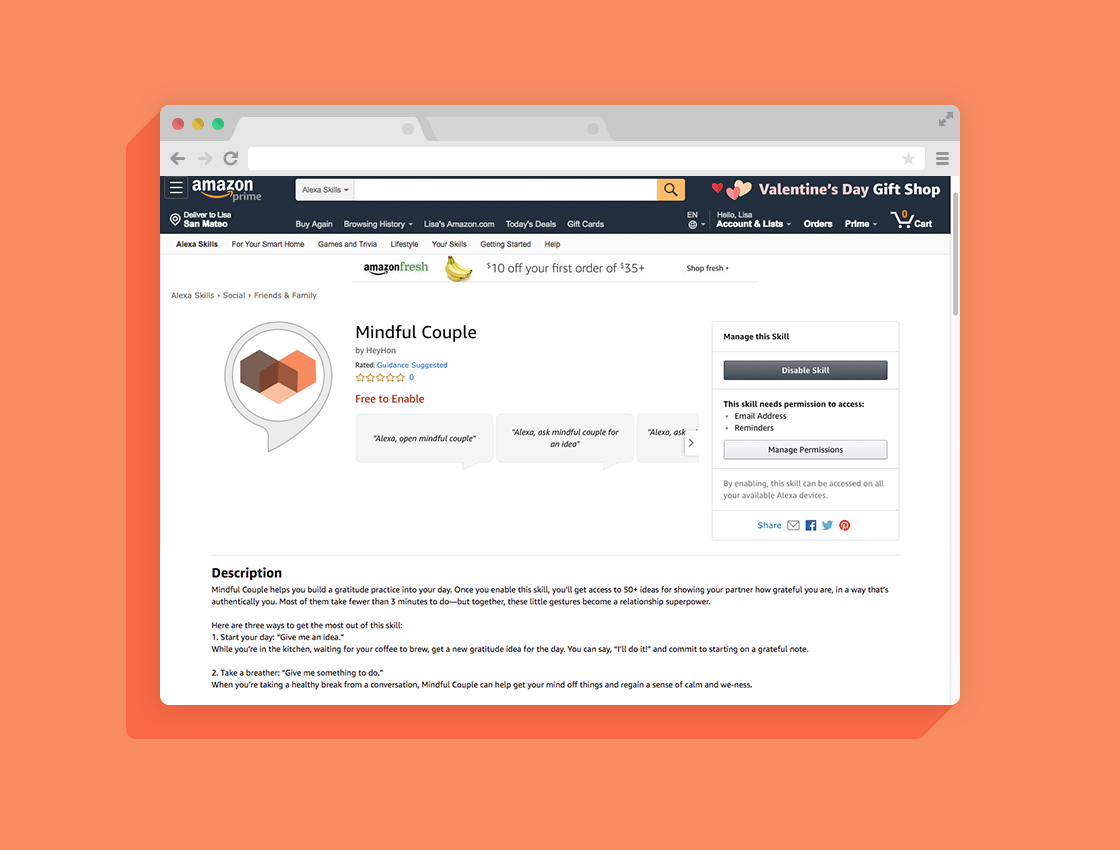 amazon
prime
Alexa Skills
Valentine's Day Gift Shop
Deliver to Lisa
San Mateo
Buy Again Browsing History Lisa's Amazon.com Today's Deals Gift Cards
EN
Hello, Lisa
Account & Lists Orders Prime 0 Cart
Alexa Skills For Your Smart Home Games and Trivia Lifestyle Your Skills Getting Started Help
amazonfresh $10 off your first order of $35+ Shop fresh ›
Alexa Skills › Social › Friends & Family
Mindful Couple
by HeyHon
Rated: Guidance Suggested
0
Free to Enable
"Alexa, open mindful couple"
"Alexa, ask mindful couple for
an idea"
"Alexa, ask
Manage this Skill
Disable Skill
This skill needs permission to access:
• Email Address
• Reminders
Manage Permissions
By enabling, this skill can be accessed on all
your available Alexa devices.
Share
Description
Mindful Couple helps you build a gratitude practice into your day. Once you enable this skill, you'll get access to 50+ ideas for showing your partner how grateful you are, in a way that's
authentically you. Most of them take fewer than 3 minutes to do—but together, these little gestures become a relationship superpower.
Here are three ways to get the most out of this skill:
1. Start your day: "Give me an idea."
While you're in the kitchen, waiting for your coffee to brew, get a new gratitude idea for the day. You can say, "I'll do it!" and commit to starting on a grateful note.
2. Take a breather: "Give me something to do."
When you're taking a healthy break from a conversation, Mindful Couple can help get your mind off things and regain a sense of calm and we-ness.